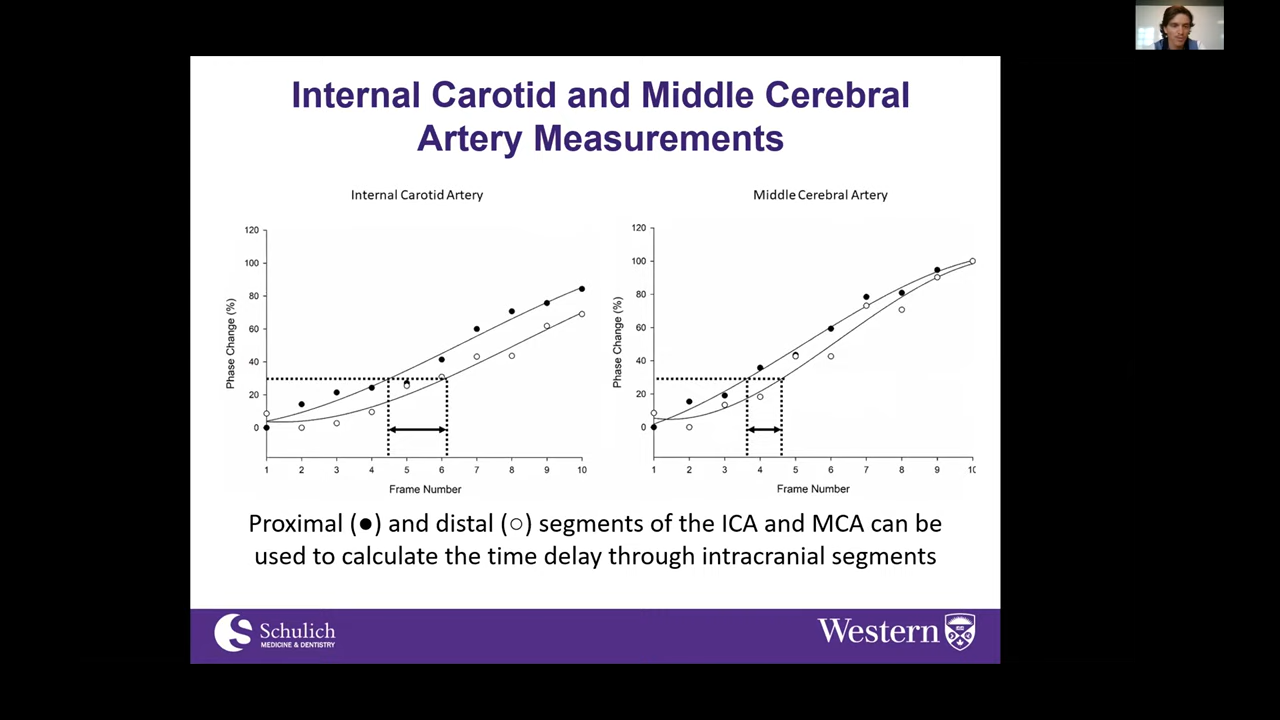 Internal Carotid and Middle Cerebral
Artery Measurements
Internal Carotid Artery
Middle Cerebral Artery
Phase Change (%)
120
100
80
60
40
20
0
1 2 3 4 5 6 7 8 9 10
Frame Number
Phase Change (%)
120
100
80
60
40
20
0
1 2 3 4 5 6 7 8 9 10
Frame Number
Proximal (●) and distal (○) segments of the ICA and MCA can be
used to calculate the time delay through intracranial segments
Schulich
MEDICINE & DENTISTRY
Western